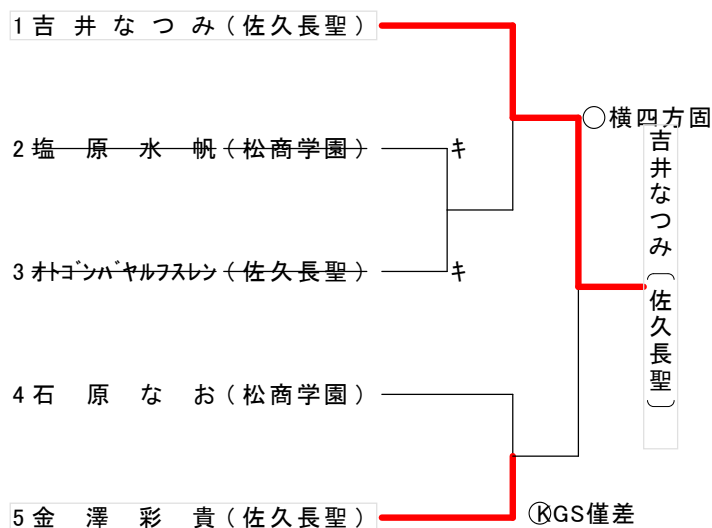 1 吉井なつみ(佐久長聖)
○横四方固
2 塩原水帆(松商学園) キ
吉井なつみ(佐久長聖)
3 オトゴンバヤルフスレン(佐久長聖) キ
4 石原なお(松商学園)
5 金澤彩貴(佐久長聖) ⓀGS僅差